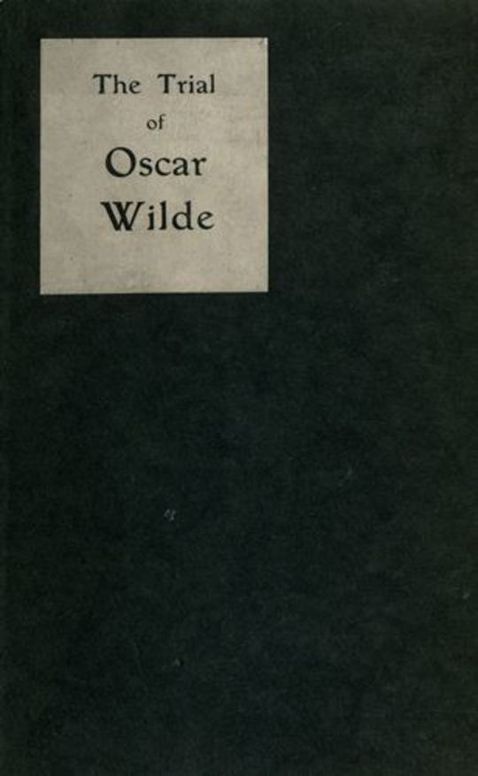 The Trial
of
Oscar
Wilde